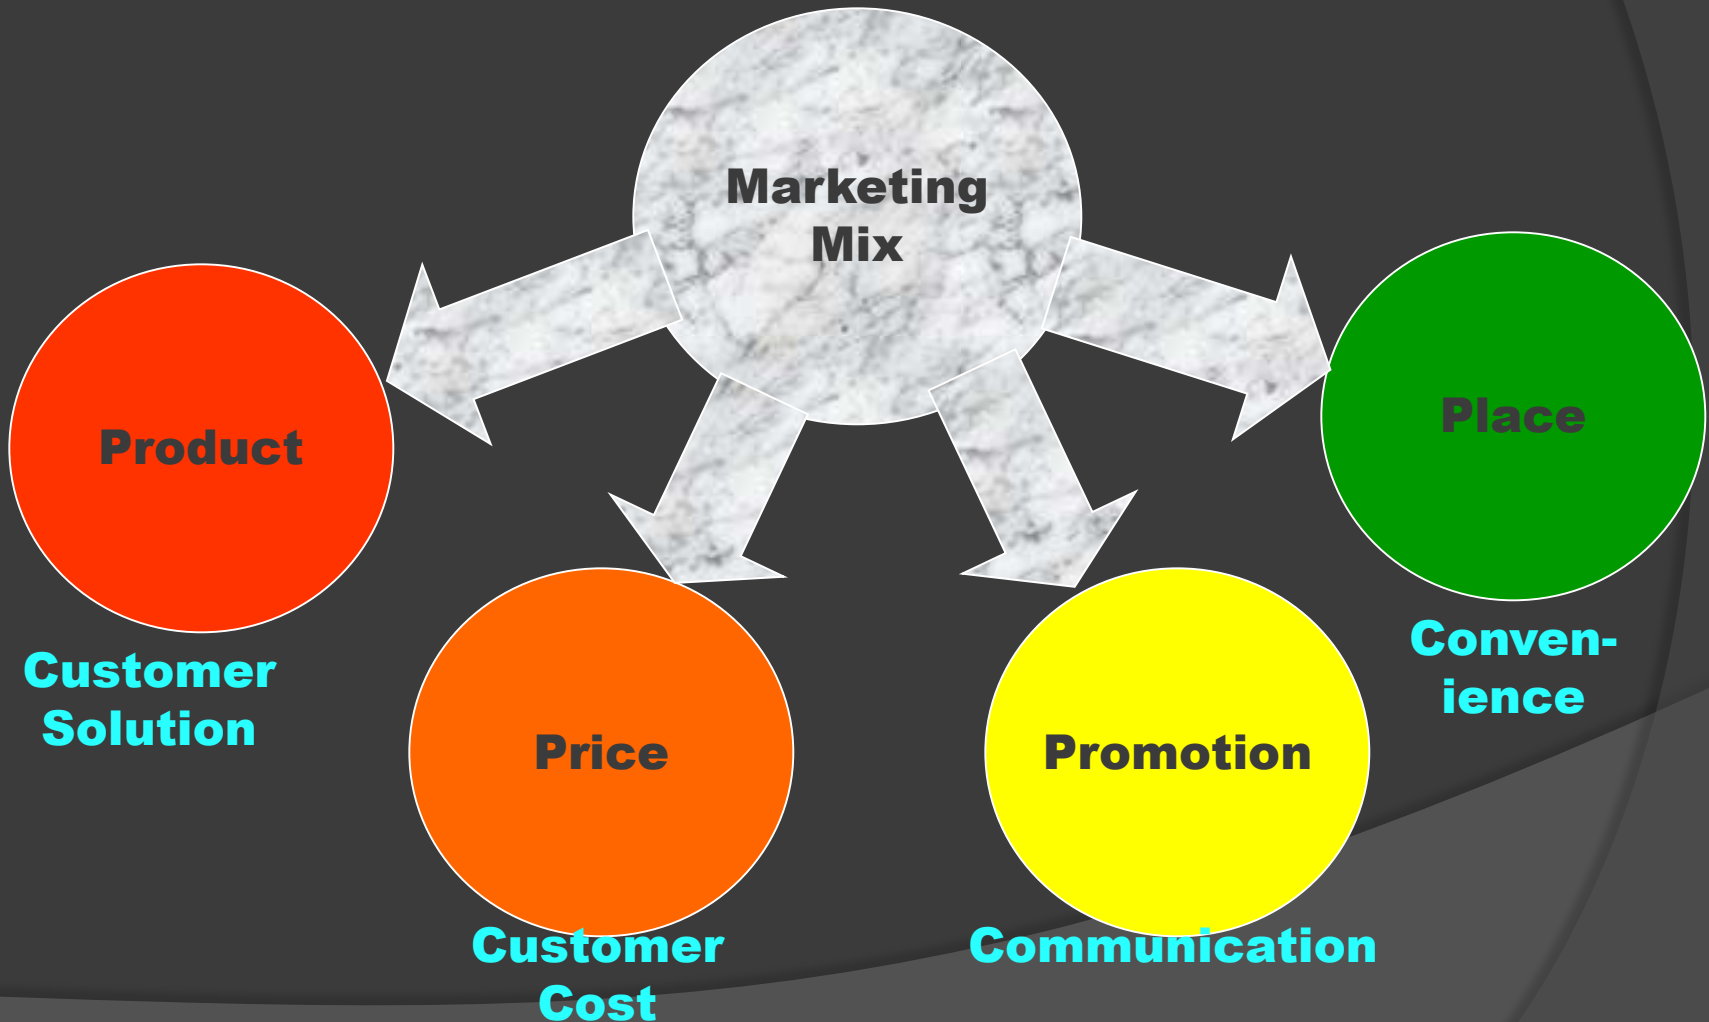 Marketing
Mix
Product
Customer
Solution
Price
Customer
Cost
Promotion
Communication
Place
Conven-
ience